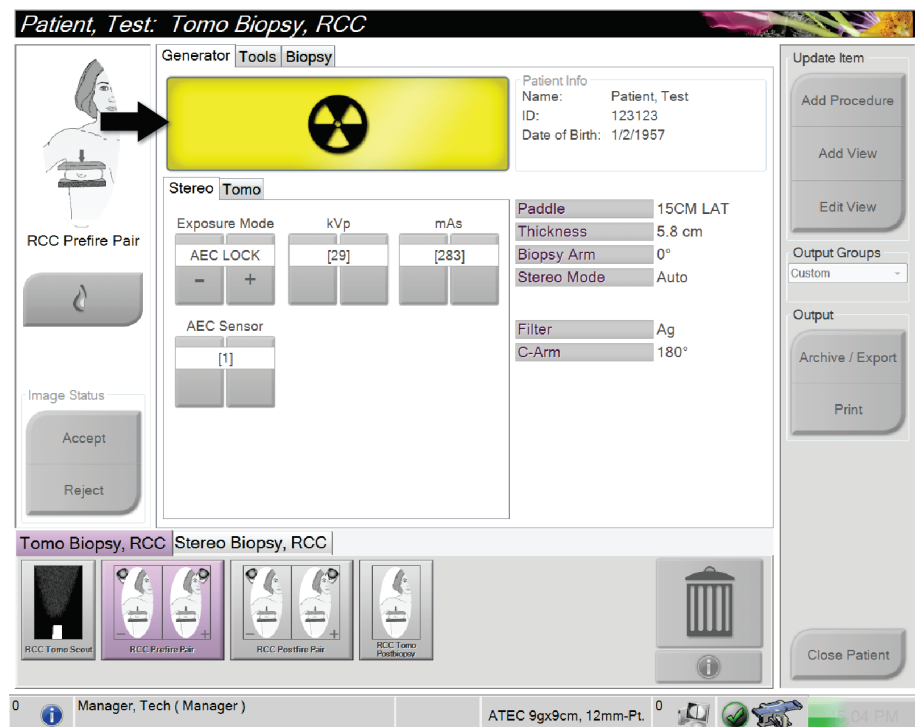 Patient, Test: Tomo Biopsy, RCC
Generator Tools Biopsy
Patient Info
Name: Patient, Test
ID: 123123
Date of Birth: 1/2/1957
RCC Prefire Pair
Image Status
Accept
Reject
Stereo Tomo
Exposure Mode kVp mAs
AEC LOCK [29] [283]
- +
AEC Sensor
[1]
Paddle 15CM LAT
Thickness 5.8 cm
Biopsy Arm 0°
Stereo Mode Auto
Filter Ag
C-Arm 180°
Update Item
Add Procedure
Add View
Edit View
Output Groups
Custom
Output
Archive / Export
Print
Close Patient
Tomo Biopsy, RCC Stereo Biopsy, RCC
- + - +
RCC Tomo Scout RCC Prefire Pair RCC Postfire Pair RCC Tomo
Postbiopsy
0 Manager, Tech ( Manager ) ATEC 9gx9cm, 12mm-Pt. 0 5:04 PM